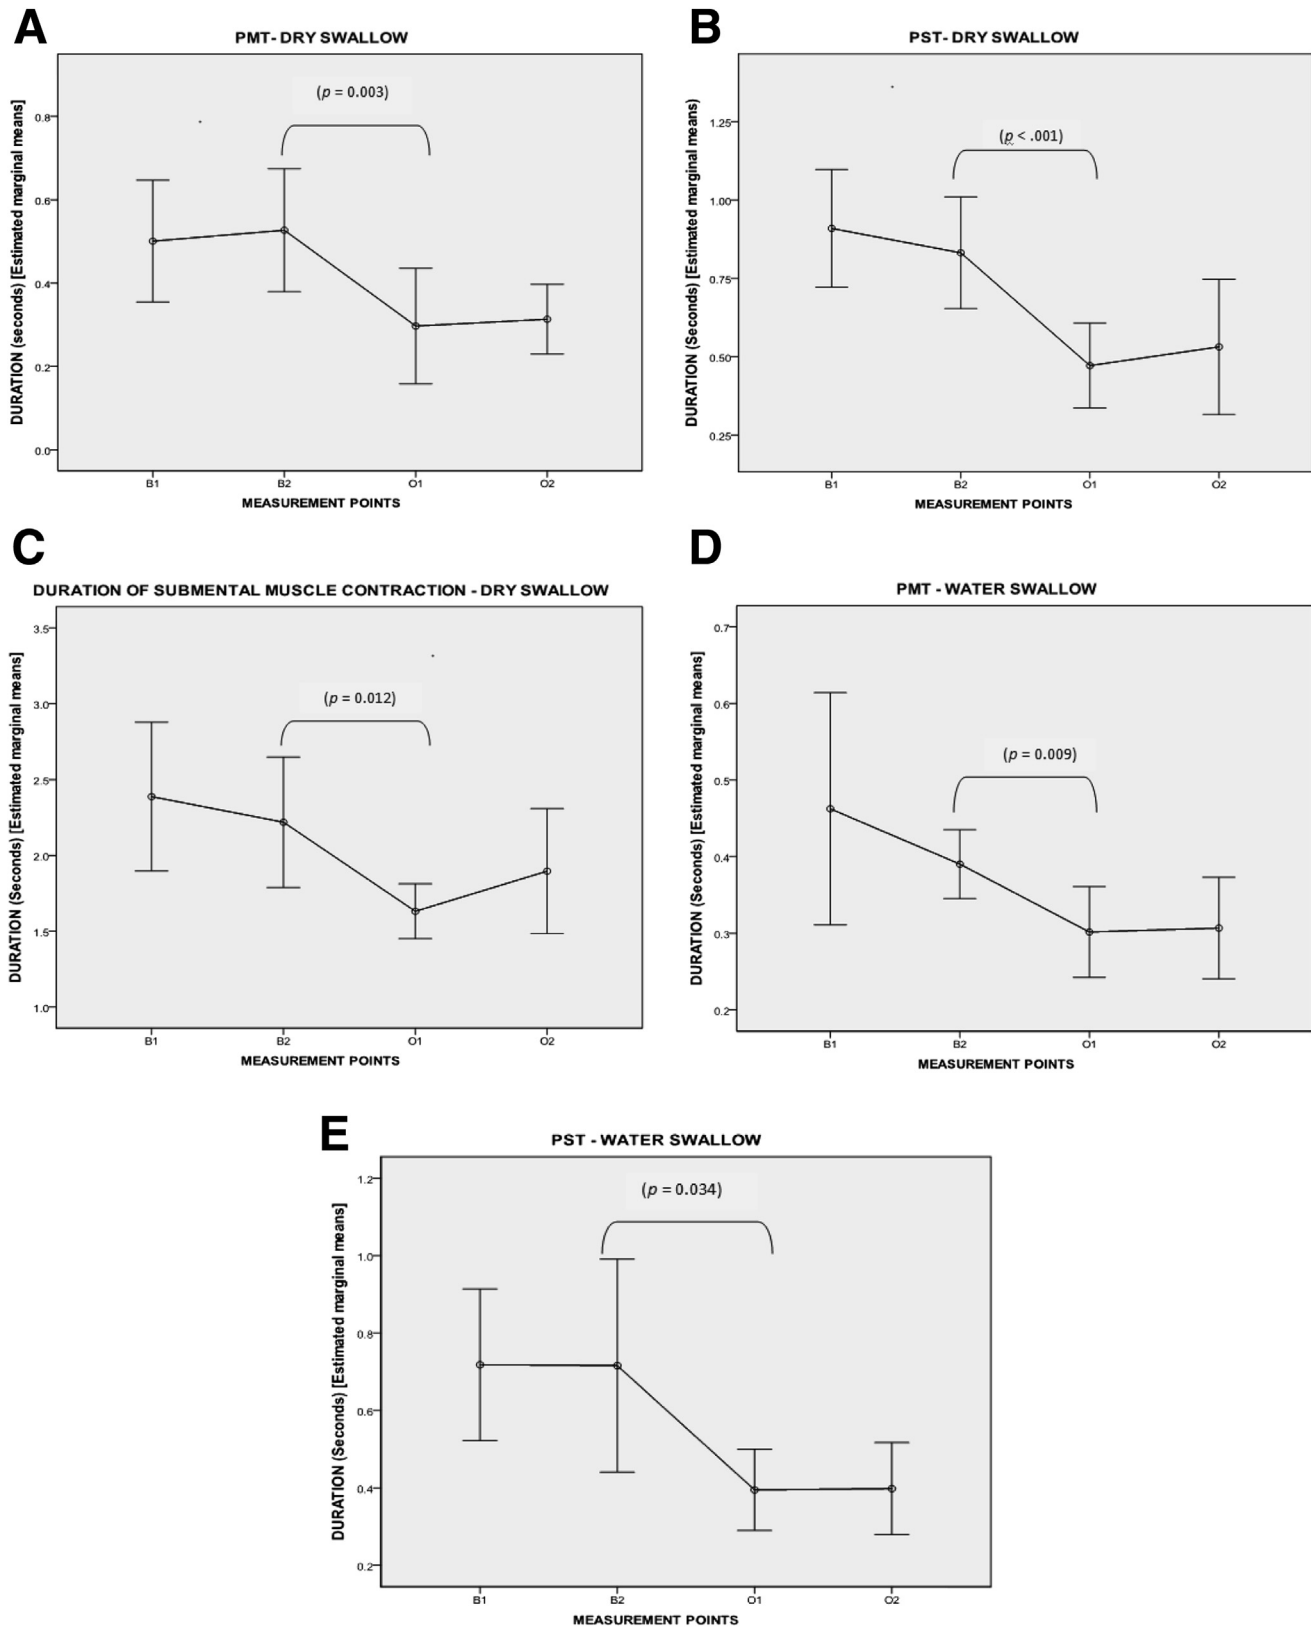 A
PMT- DRY SWALLOW
DURATION (seconds) [Estimated marginal means]
0.8
0.6
0.4
0.2
0.0
(p = 0.003)
B1 B2 O1 O2
MEASUREMENT POINTS
B
PST- DRY SWALLOW
DURATION (Seconds) [Estimated marginal means)
1.25
1.00
0.75
0.50
0.25
(p < .001)
B1 B2 O1 O2
MEASUREMENT POINTS
C
DURATION OF SUBMENTAL MUSCLE CONTRACTION - DRY SWALLOW
DURATION (Seconds) [Estimated marginal means]
3.5
3.0
2.5
2.0
1.5
1.0
(p = 0.012)
B1 B2 O1 O2
MEASUREMENT POINTS
D
PMT - WATER SWALLOW
DURATION (Seconds) [Estimated marginal means]
0.7
0.6
0.5
0.4
0.3
0.2
(p = 0.009)
B1 B2 O1 O2
MEASUREMENT POINTS
E
PST - WATER SWALLOW
DURATION (Seconds) [Estimated marginal means]
1.2
1.0
0.8
0.6
0.4
0.2
(p = 0.034)
B1 B2 O1 O2
MEASUREMENT POINTS